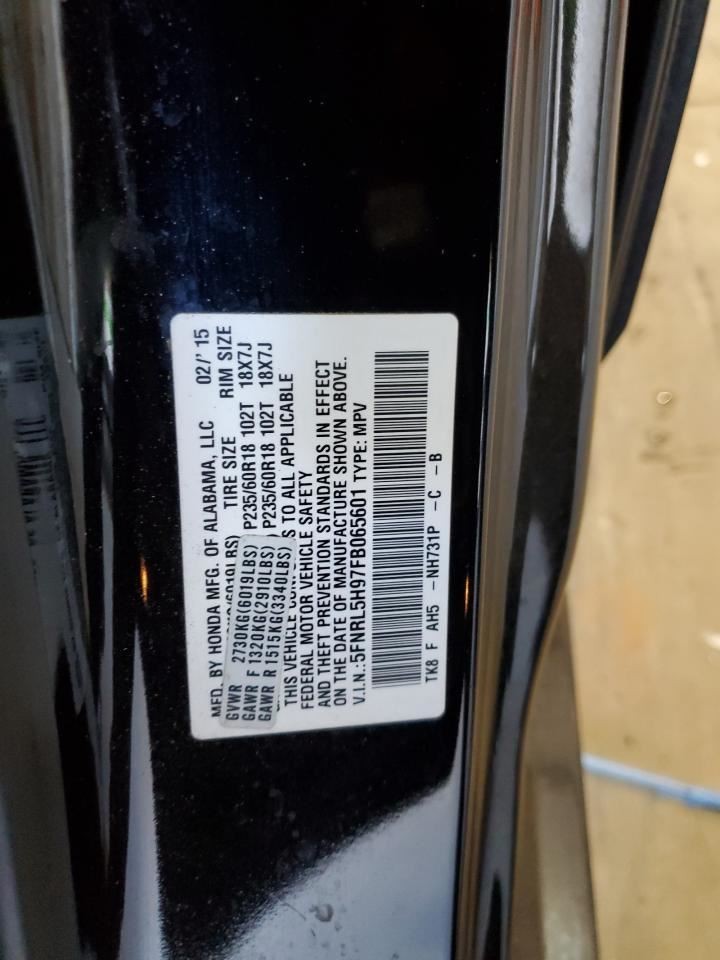 MFD. BY HONDA MFG. OF ALABAMA, LLC 02/'15
TIRE SIZE RIM SIZE
GVWR 2730KG(6019LBS)
GAWR F 1320KG(2910LBS) P235/60R18 102T 18X7J
GAWR R 1515KG(3340LBS) P235/60R18 102T 18X7J
THIS VEHICLE CON S TO ALL APPLICABLE
FEDERAL MOTOR VEHICLE SAFETY
AND THEFT PREVENTION STANDARDS IN EFFECT
ON THE DATE OF MANUFACTURE SHOWN ABOVE.
V.I.N.:5FNRL5H97FB065601 TYPE: MPV
TK8 F AH5 -NH731P -C -B